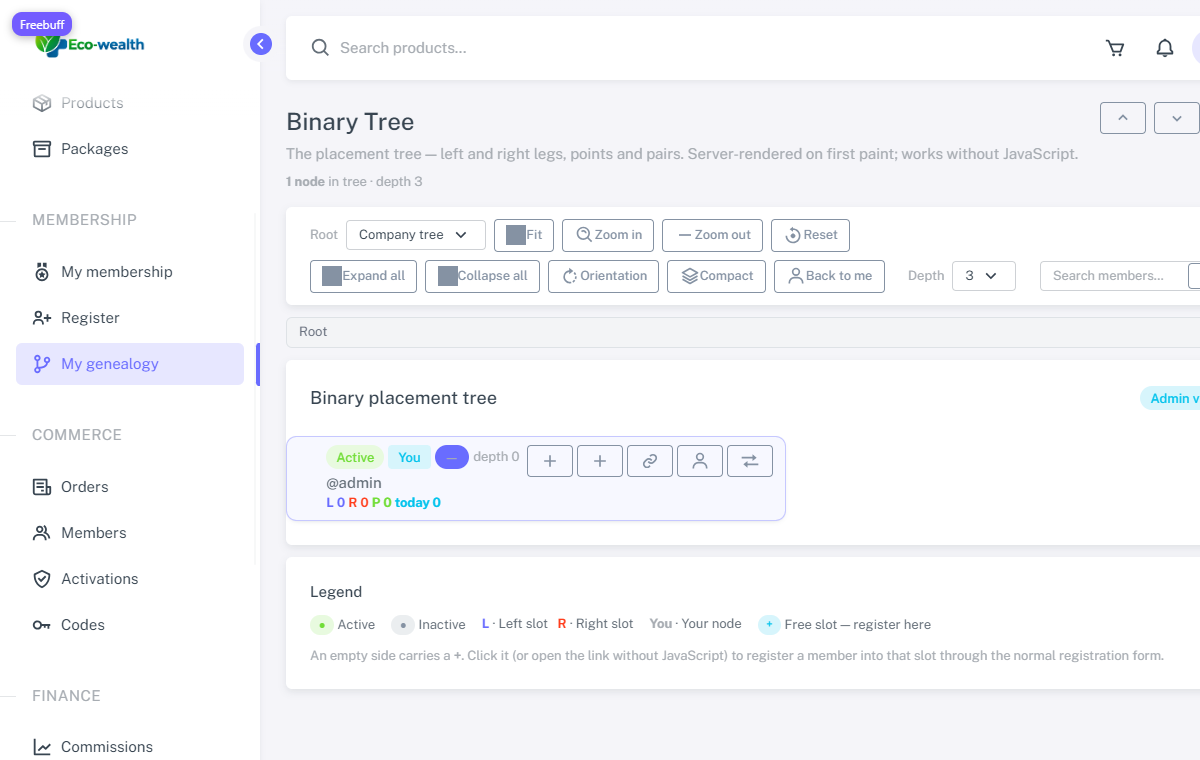 Freebuff
Eco-wealth
Search products...
Products
Packages
MEMBERSHIP
My membership
Register
My genealogy
COMMERCE
Orders
Members
Activations
Codes
FINANCE
Commissions
Binary Tree
The placement tree — left and right legs, points and pairs. Server-rendered on first paint; works without JavaScript.
1 node in tree · depth 3
Root Company tree Fit Zoom in Zoom out Reset
Expand all Collapse all Orientation Compact Back to me Depth 3 Search members...
Root
Binary placement tree
Admin v
Active You — depth 0
@admin
L 0 R 0 P 0 today 0
Legend
Active Inactive L · Left slot R · Right slot You · Your node + Free slot — register here
An empty side carries a +. Click it (or open the link without JavaScript) to register a member into that slot through the normal registration form.